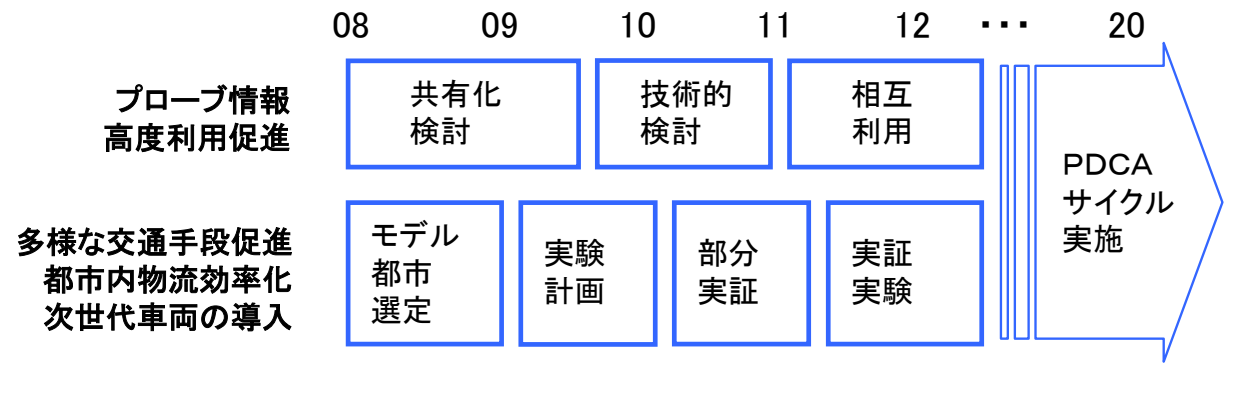 08 09 10 11 12 ・・・ 20
プローブ情報
高度利用促進
共有化
検討
技術的
検討
相互
利用
多様な交通手段促進
都市内物流効率化
次世代車両の導入
モデル
都市
選定
実験
計画
部分
実証
実証
実験
PDCA
サイクル
実施